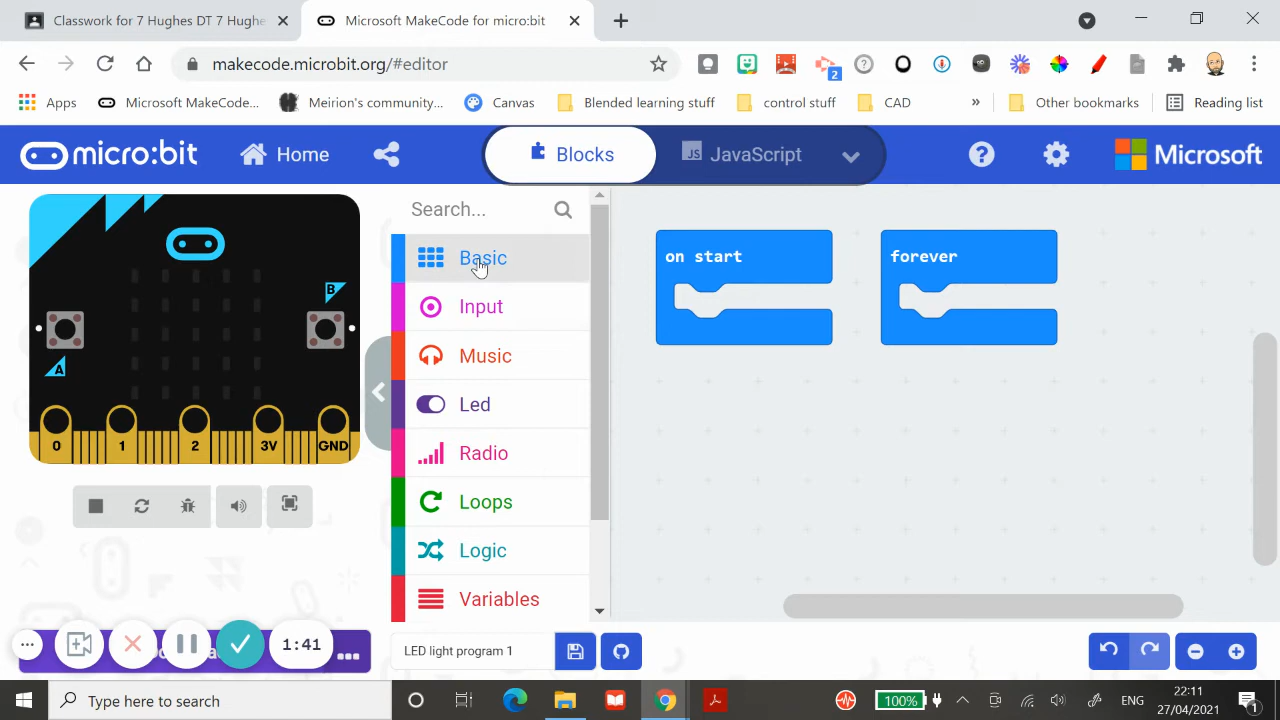 Classwork for 7 Hughes DT 7 Hughe
Microsoft MakeCode for micro:bit
makecode.microbit.org/#editor
2
Apps
Microsoft MakeCode...
Meirion's community...
Canvas
Blended learning stuff
control stuff
CAD
»
Other bookmarks
Reading list
micro:bit
Home
Blocks
JS JavaScript
?
Microsoft
Search...
Basic
Input
Music
Led
Radio
Loops
Logic
Variables
on start
forever
A
B
0 1 2 3V GND
1:41
LED light program 1
Type here to search
100%
ENG
22:11
27/04/2021
1